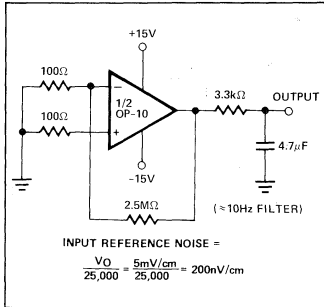 +15V
100Ω
−
1/2
OP-10
3.3kΩ
OUTPUT
100Ω
+
4.7μF
-15V
2.5MΩ
(≈10Hz FILTER)
INPUT REFERENCE NOISE =
VO / 25,000 = 5mV/cm / 25,000 = 200nV/cm